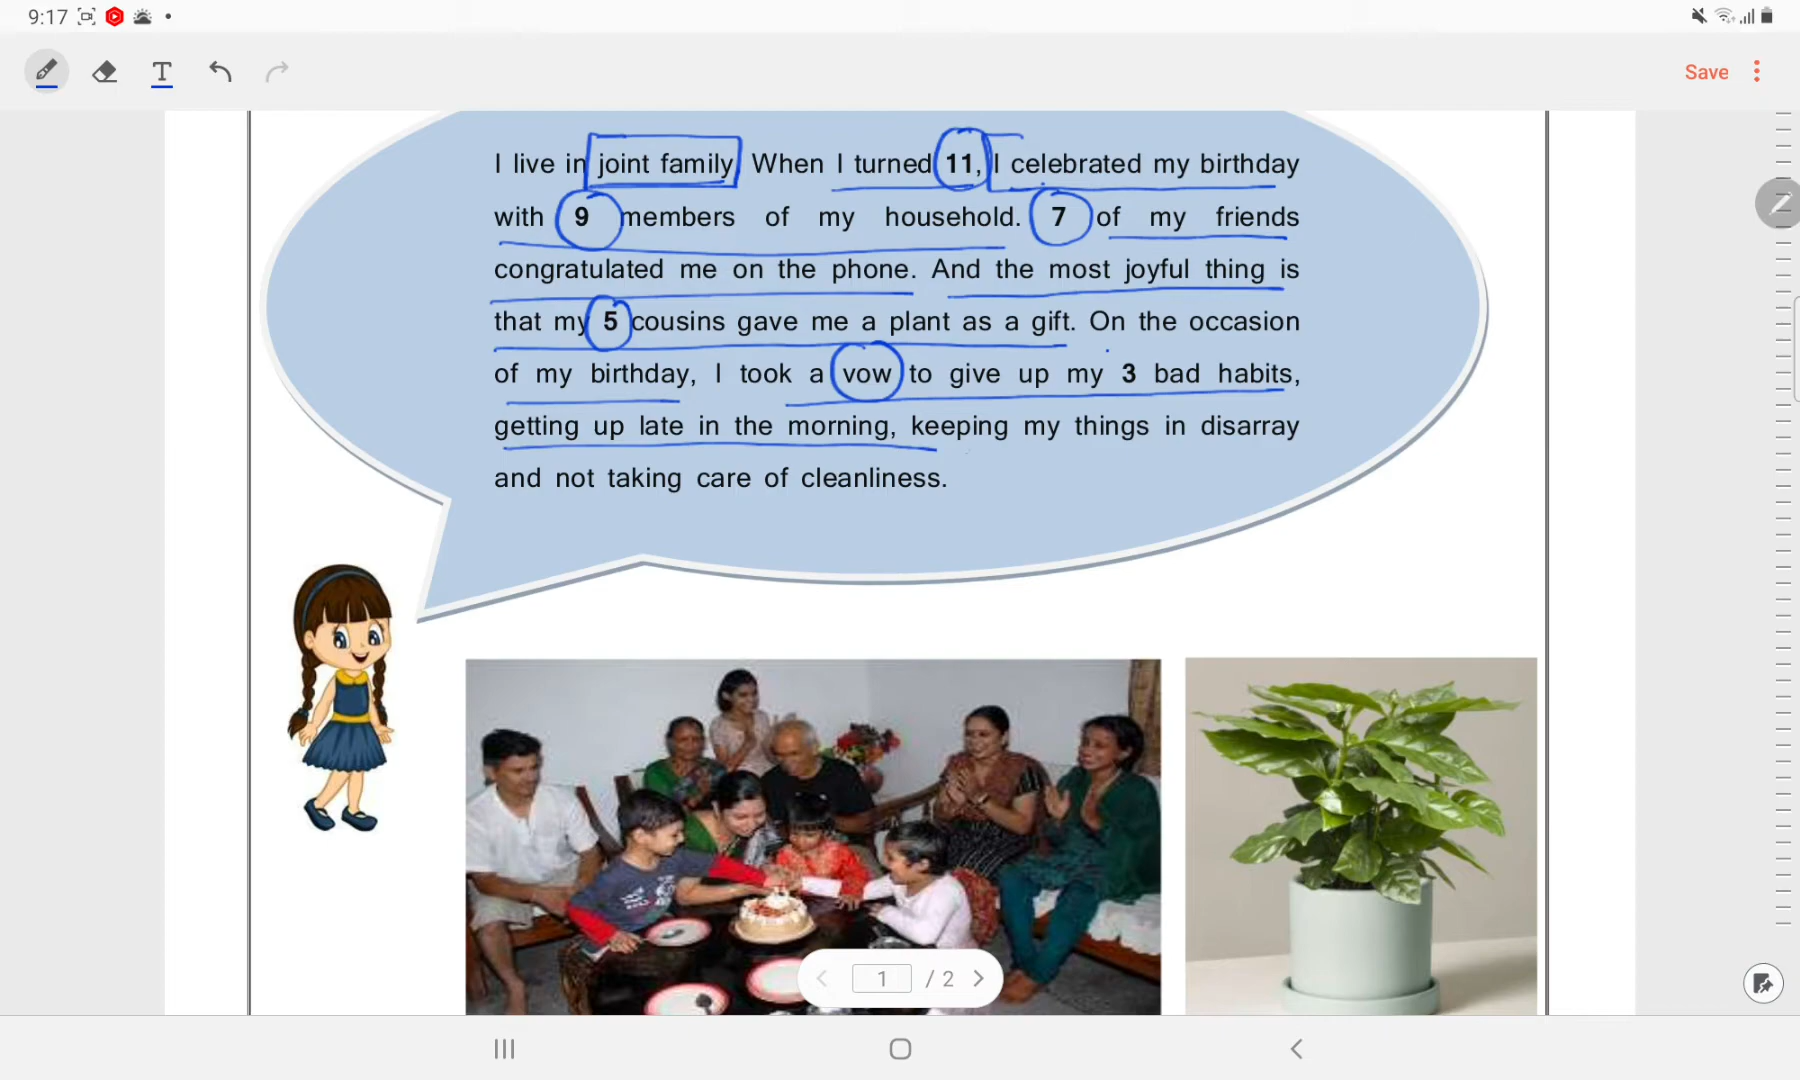 9:17
Save
I live in joint family. When I turned 11, I celebrated my birthday
with 9 members of my household. 7 of my friends
congratulated me on the phone. And the most joyful thing is
that my 5 cousins gave me a plant as a gift. On the occasion
of my birthday, I took a vow to give up my 3 bad habits,
getting up late in the morning, keeping my things in disarray
and not taking care of cleanliness.
1 / 2